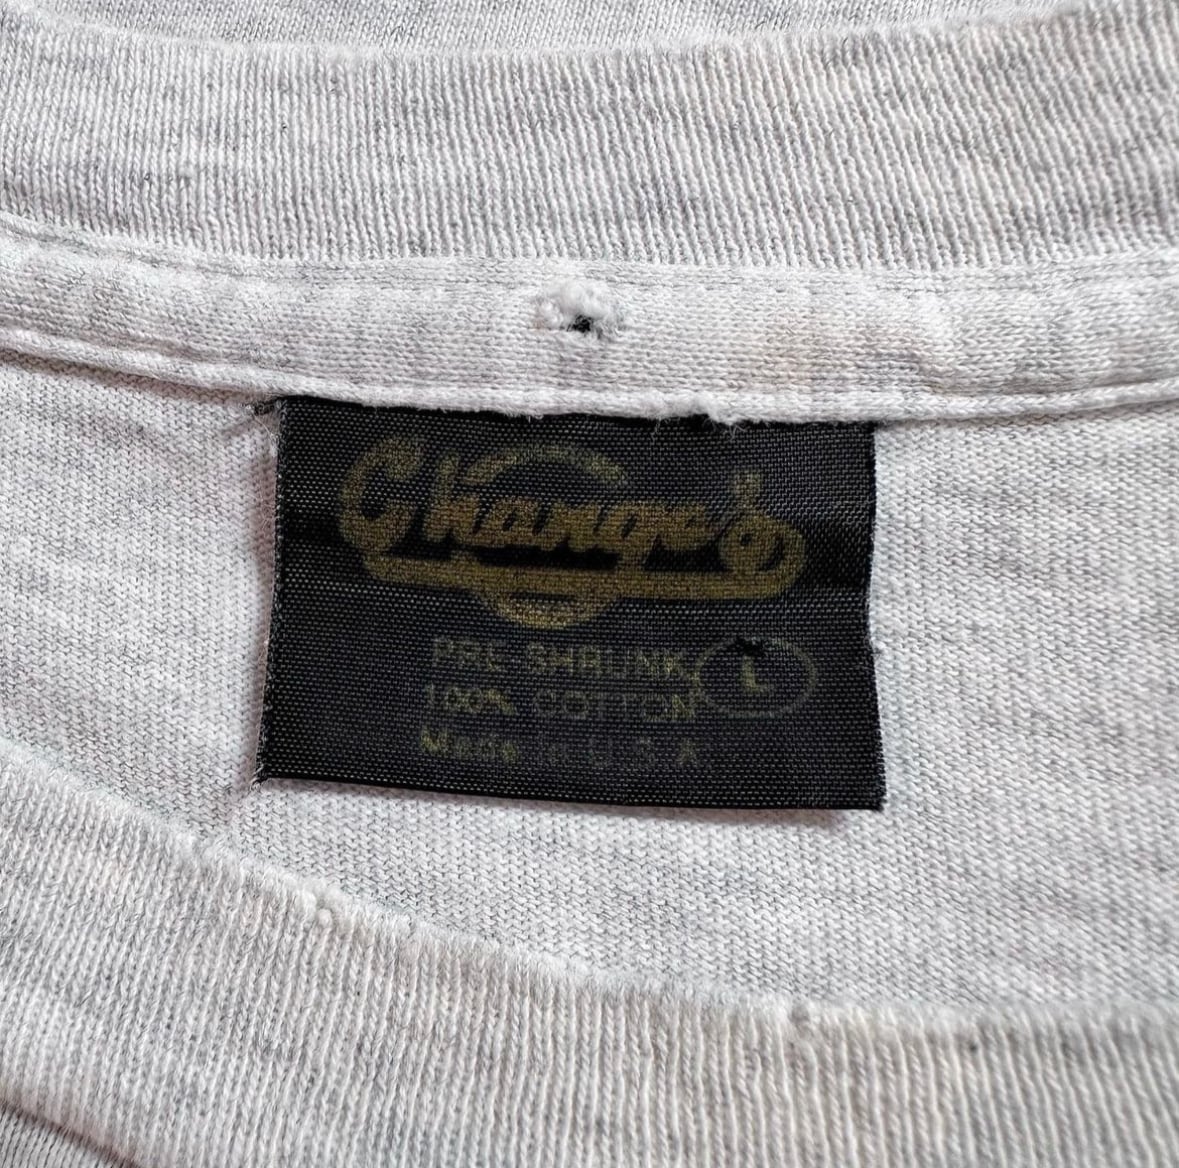 Changes
PRE-SHRUNK L
100% COTTON
Made in U.S.A